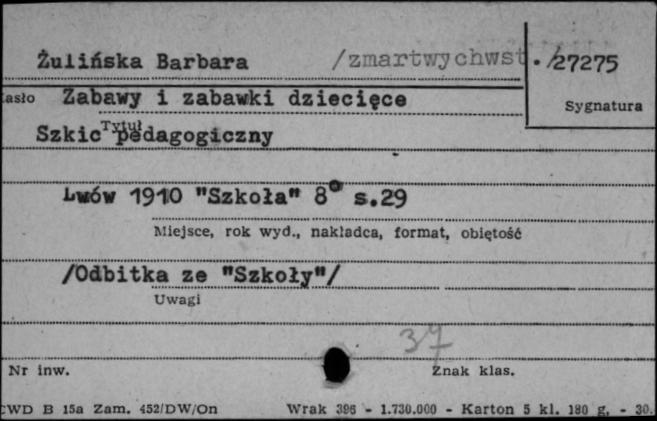 Żulińska Barbara /zmartwychwst./ 27275
asło Zabawy i zabawki dziecięce Sygnatura
Tytuł
Szkic pedagogiczny
Lwów 1910 "Szkoła" 8° s.29
Miejsce, rok wyd., nakładca, format, obiętość
/Odbitka ze "Szkoły"/
Uwagi
37
Nr inw. Znak klas.
CWD B 15a Zam. 452/DW/On Wrak 396 - 1.730.000 - Karton 5 kl. 180 g. - 30.